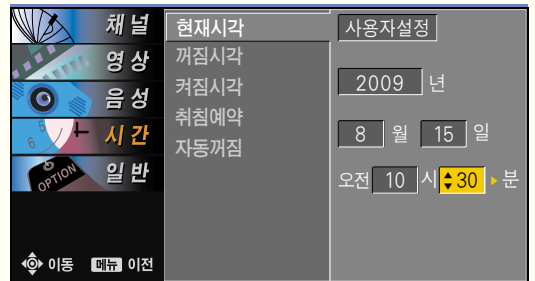 채널
영상
음성
5
6
시간
OPTION
일반
이동 메뉴 이전
현재시각
꺼짐시각
켜짐시각
취침예약
자동꺼짐
사용자설정
2009 년
8 월 15 일
오전 10 시 30 분